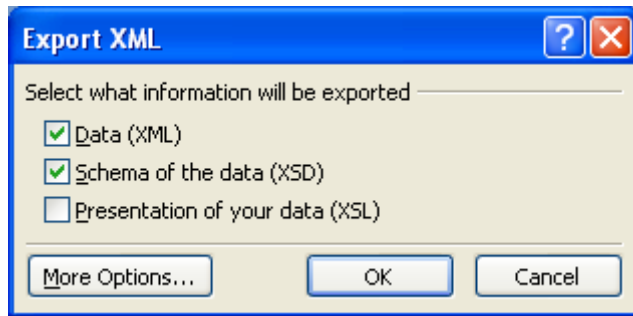 Export XML
Select what information will be exported
Data (XML)
Schema of the data (XSD)
Presentation of your data (XSL)
More Options... OK Cancel